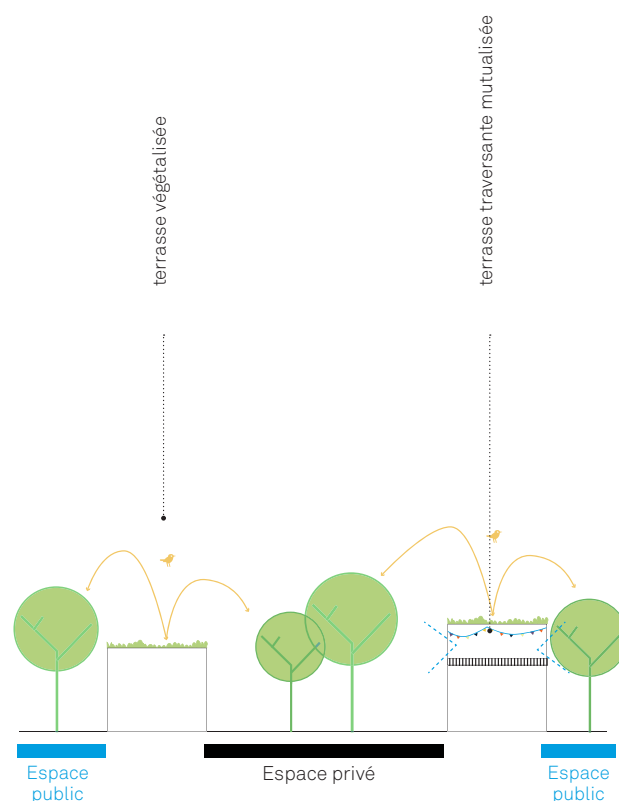 terrasse végétalisée
terrasse traversante mutualisée
Espace
public
Espace privé
Espace
public